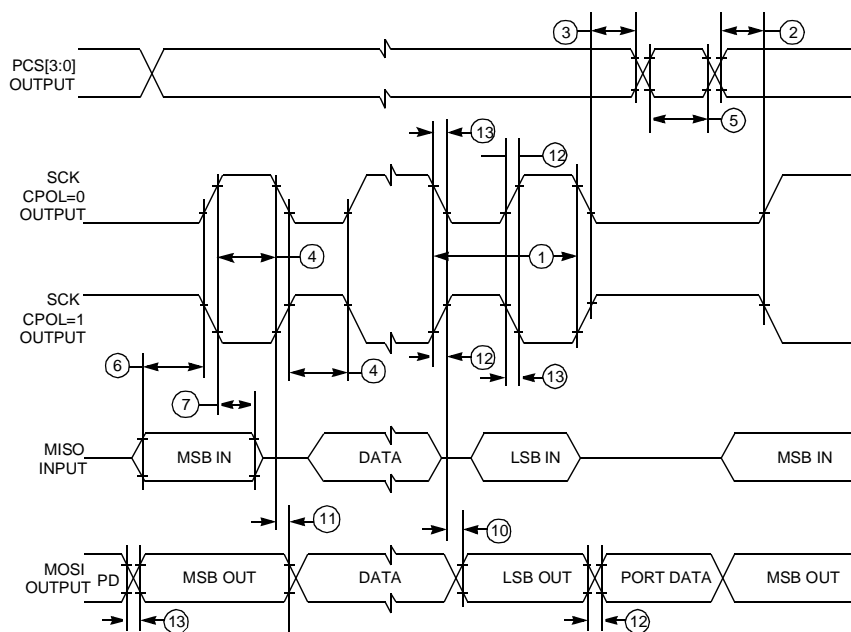 3
2
PCS[3:0]
OUTPUT
5
13
12
SCK
CPOL=0
OUTPUT
4
1
SCK
CPOL=1
OUTPUT
6
4
12
13
7
MISO
INPUT
MSB IN
DATA
LSB IN
MSB IN
11
10
MOSI
OUTPUT
PD
MSB OUT
DATA
LSB OUT
PORT DATA
MSB OUT
13
12